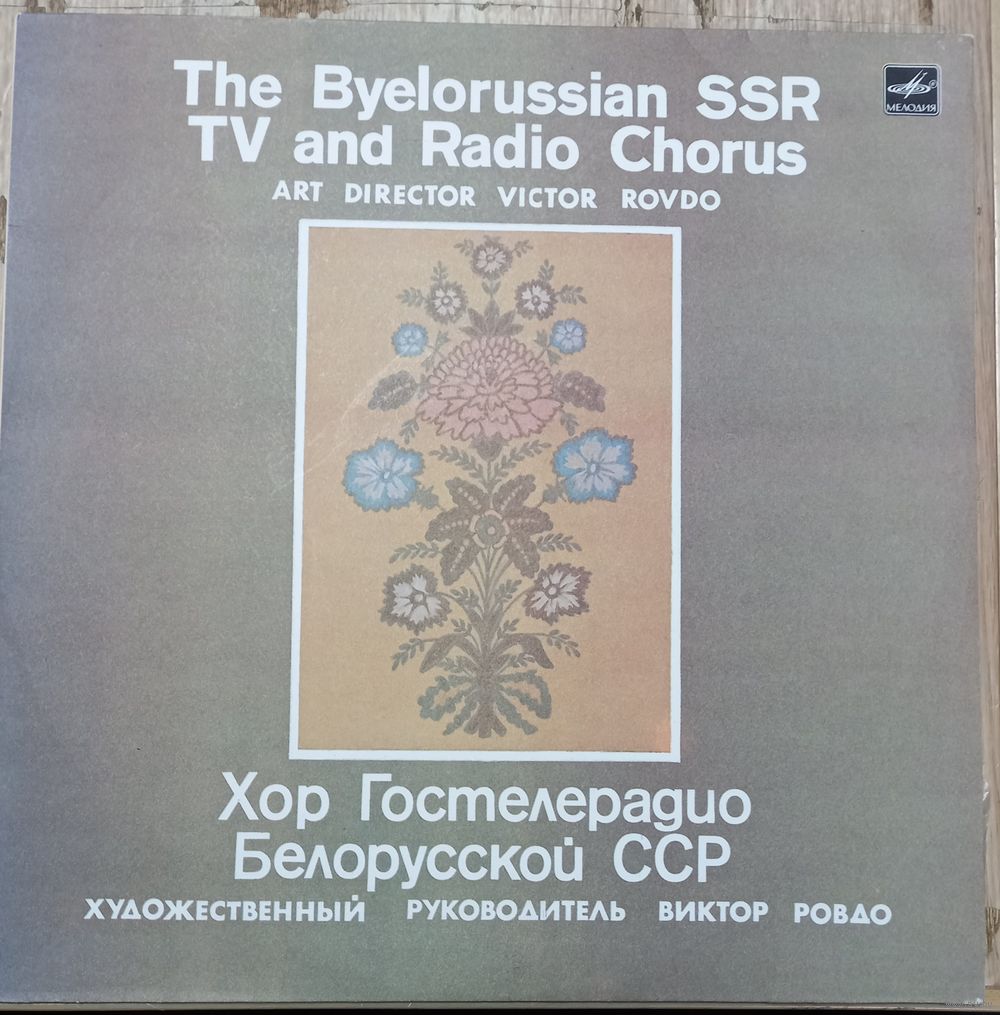 The Byelorussian SSR
TV and Radio Chorus
ART DIRECTOR VICTOR ROVDO
МЕЛОДИЯ
Хор Гостелерадио
Белорусской ССР
ХУДОЖЕСТВЕННЫЙ РУКОВОДИТЕЛЬ ВИКТОР РОВДО